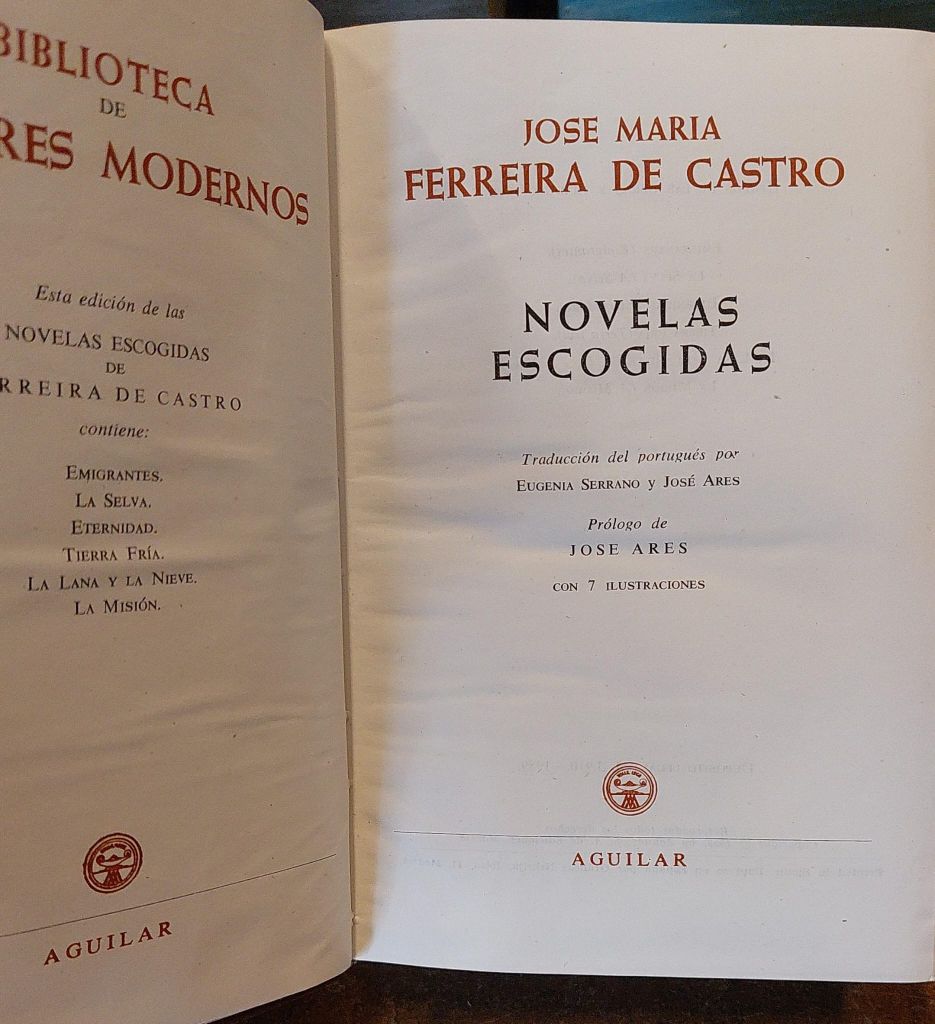 BIBLIOTECA
DE
RES MODERNOS
Esta edición de las
NOVELAS ESCOGIDAS
DE
RREIRA DE CASTRO
contiene:
EMIGRANTES.
LA SELVA.
ETERNIDAD.
TIERRA FRÍA.
LA LANA Y LA NIEVE.
LA MISIÓN.
AGUILAR
JOSE MARIA
FERREIRA DE CASTRO
NOVELAS
ESCOGIDAS
Traducción del portugués por
EUGENIA SERRANO Y JOSÉ ARES
Prólogo de
JOSE ARES
CON 7 ILUSTRACIONES
AGUILAR